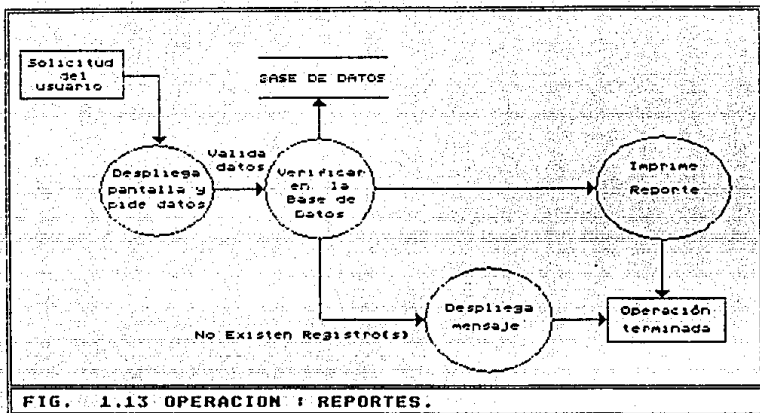 Solicitud
del
usuario
BASE DE DATOS
Despliega
pantalla y
pide datos
Valida
datos
Verificar
en la
Base de
Datos
Imprime
Reporte
No Existen Registro(s)
Despliega
mensaje
Operación
terminada
FIG. 1.13 OPERACION : REPORTES.